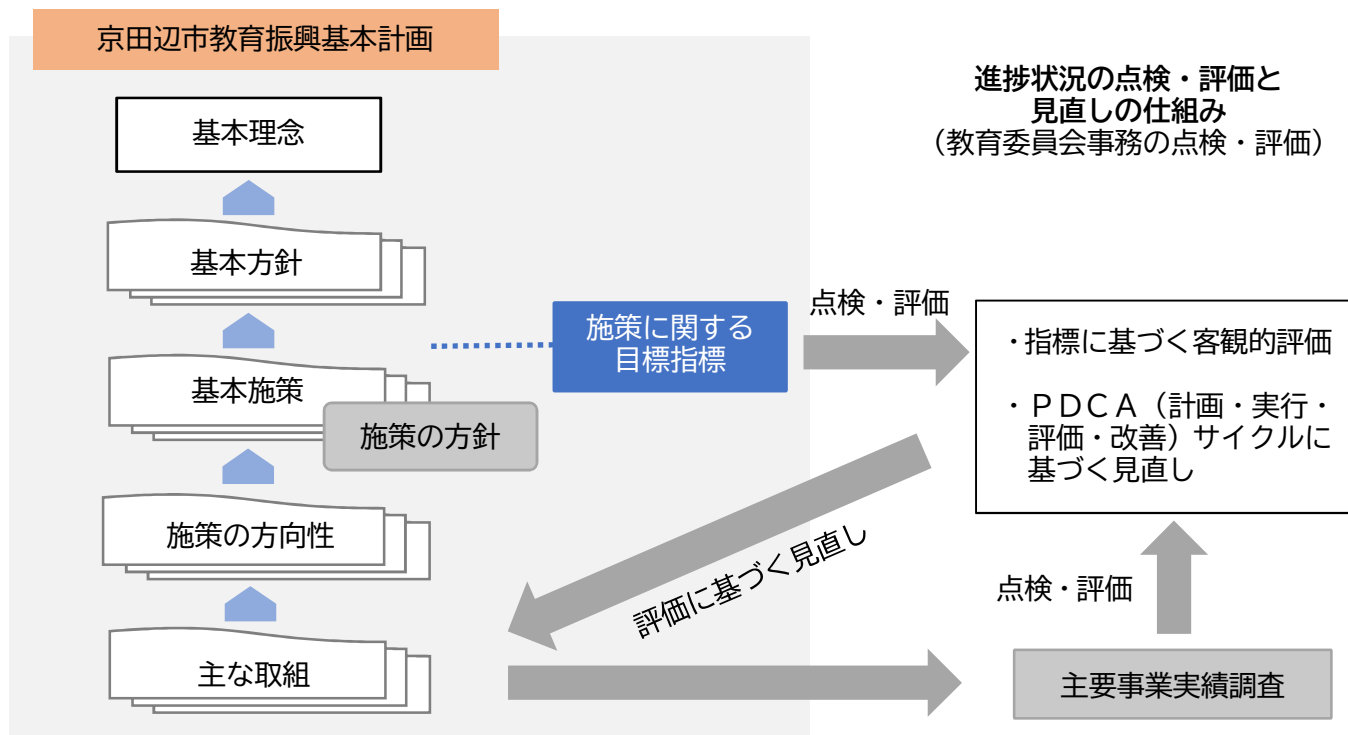 京田辺市教育振興基本計画
進捗状況の点検・評価と
見直しの仕組み
（教育委員会事務の点検・評価）
基本理念
基本方針
施策に関する
目標指標
点検・評価
・指標に基づく客観的評価
・ＰＤＣＡ（計画・実行・
評価・改善）サイクルに
基づく見直し
基本施策
施策の方針
施策の方向性
評価に基づく見直し
点検・評価
主な取組
主要事業実績調査